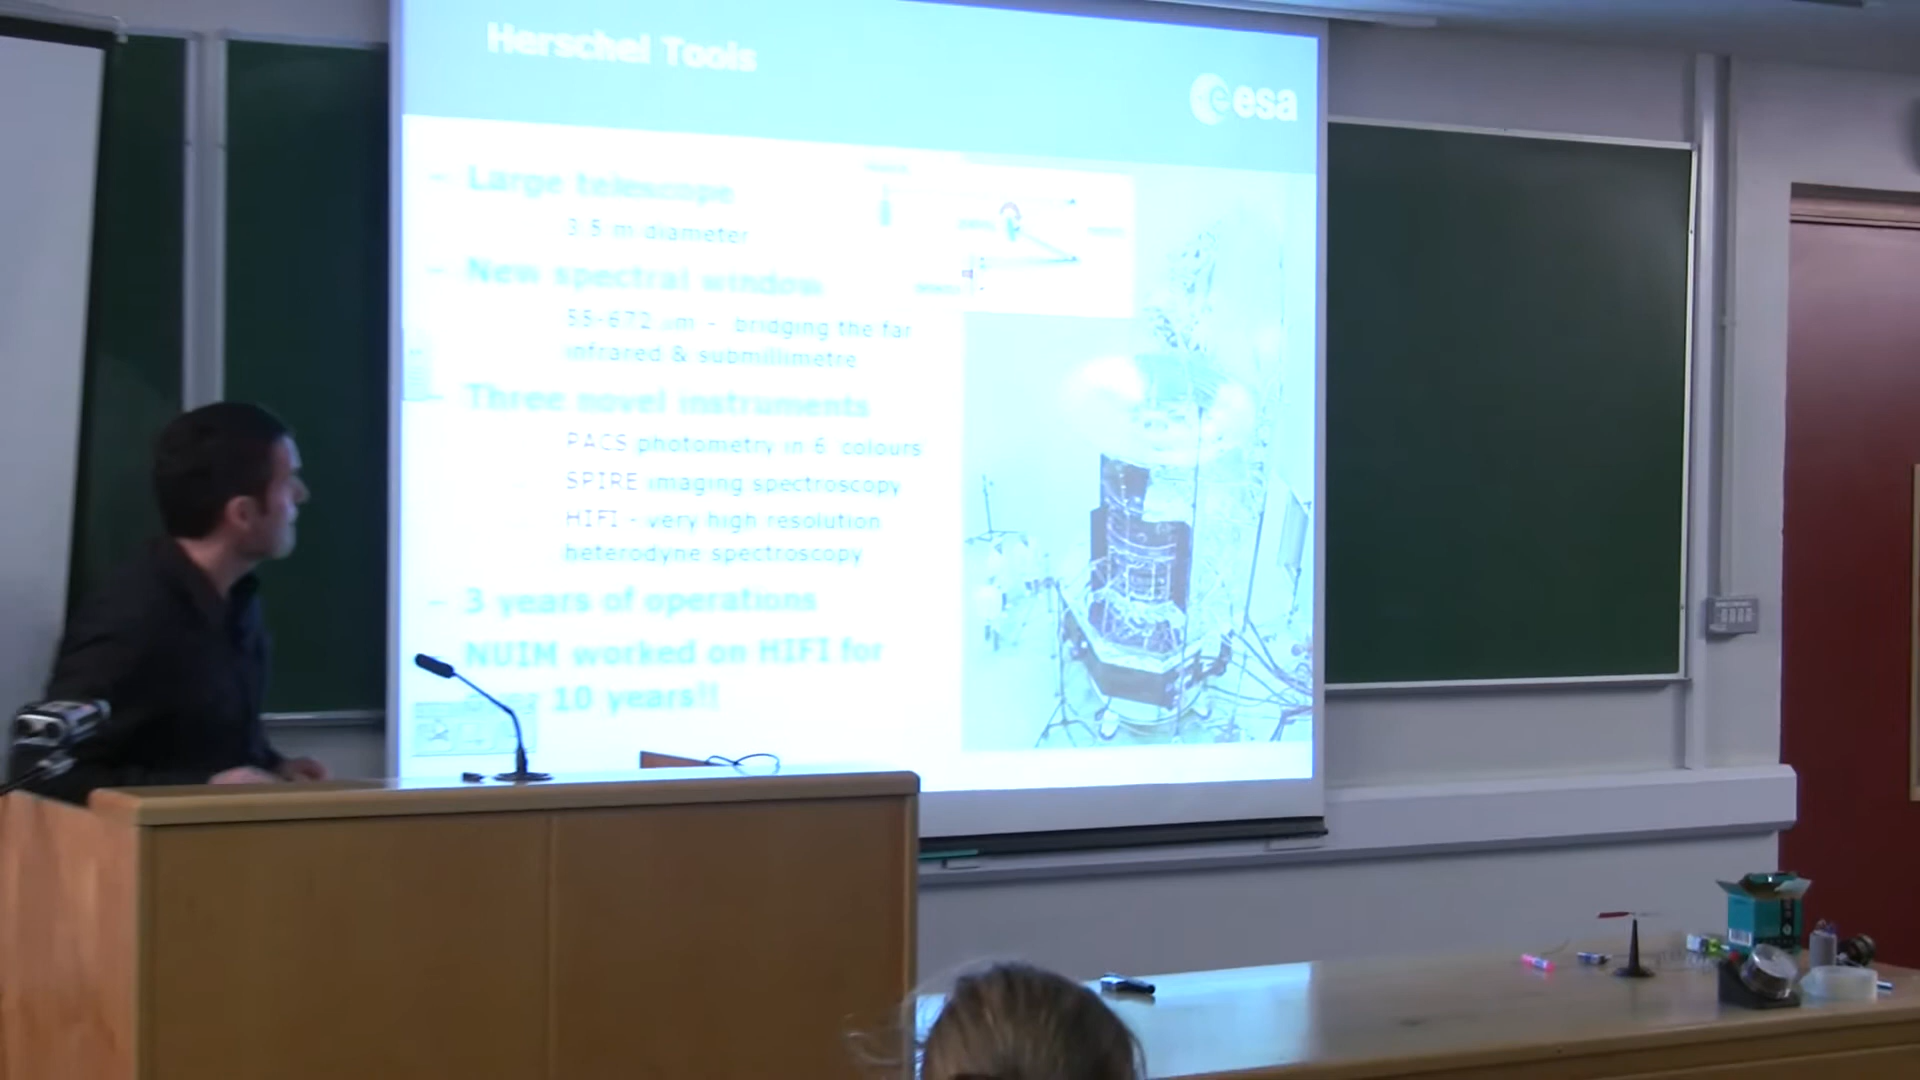 Herschel Tools
esa
– Large telescope
3.5 m diameter
– New spectral window
55-672 µm - bridging the far
infrared & submillimetre
– Three novel instruments
PACS photometry in 6 colours
SPIRE imaging spectroscopy
HIFI - very high resolution
heterodyne spectroscopy
– 3 years of operations
NUIM worked on HIFI for
10 years!!